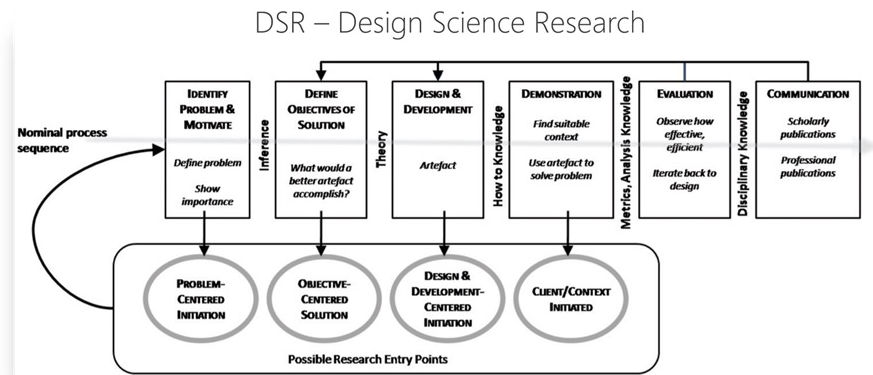 DSR – Design Science Research
Nominal process
sequence
IDENTIFY
PROBLEM &
MOTIVATE
Define problem
Show
importance
Inference
DEFINE
OBJECTIVES OF
SOLUTION
What would a
better artefact
accomplish?
Theory
DESIGN &
DEVELOPMENT
Artefact
How to Knowledge
DEMONSTRATION
Find suitable
context
Use artefact to
solve problem
Metrics, Analysis Knowledge
EVALUATION
Observe how
effective,
efficient
Iterate back to
design
Disciplinary Knowledge
COMMUNICATION
Scholarly
publications
Professional
publications
PROBLEM-
CENTERED
INITIATION
OBJECTIVE-
CENTERED
SOLUTION
DESIGN &
DEVELOPMENT-
CENTERED
INITIATION
CLIENT/CONTEXT
INITIATED
Possible Research Entry Points